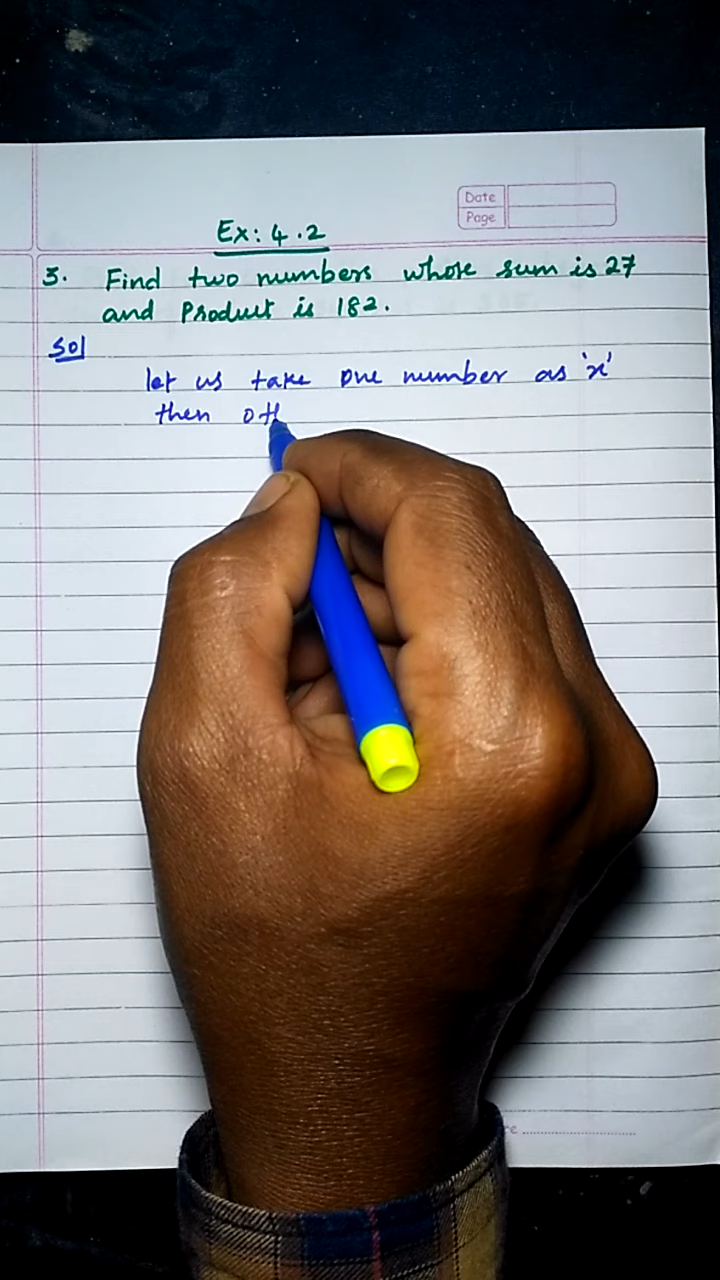 Date
Page
Ex: 4.2
3. Find two numbers whose sum is 27
and Product is 182.
Sol
let us take one number as 'x'
then oth